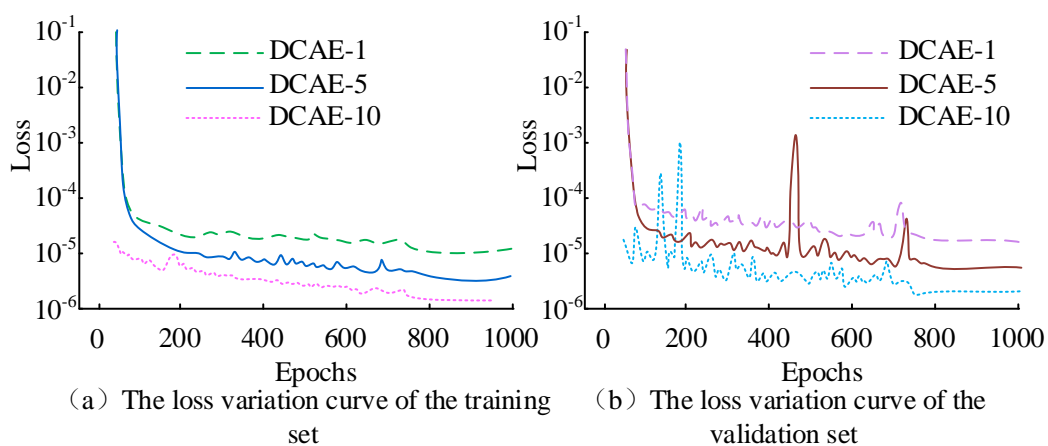 10⁻¹
10⁻²
10⁻³
10⁻⁴
10⁻⁵
10⁻⁶
Loss
DCAE-1
DCAE-5
DCAE-10
0 200 400 600 800 1000
Epochs
（a）The loss variation curve of the training
set
10⁻¹
10⁻²
10⁻³
10⁻⁴
10⁻⁵
10⁻⁶
Loss
DCAE-1
DCAE-5
DCAE-10
0 200 400 600 800 1000
Epochs
（b）The loss variation curve of the
validation set